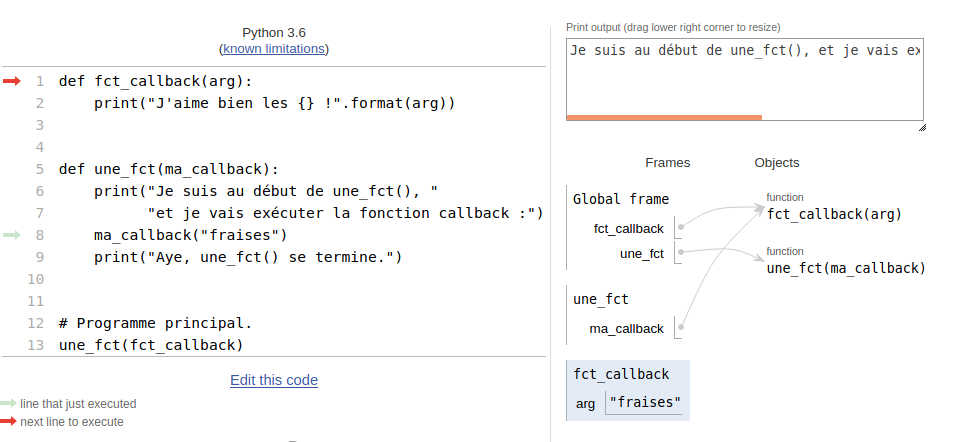 Python 3.6
(known limitations)
1 def fct_callback(arg):
2     print("J'aime bien les {} !".format(arg))
3
4
5 def une_fct(ma_callback):
6     print("Je suis au début de une_fct(), "
7           "et je vais exécuter la fonction callback :")
8     ma_callback("fraises")
9     print("Aye, une_fct() se termine.")
10
11
12 # Programme principal.
13 une_fct(fct_callback)
Edit this code
line that just executed
next line to execute
Print output (drag lower right corner to resize)
Je suis au début de une_fct(), et je vais ex
Frames Objects
Global frame
fct_callback
une_fct
function
fct_callback(arg)
function
une_fct(ma_callback)
une_fct
ma_callback
fct_callback
arg "fraises"